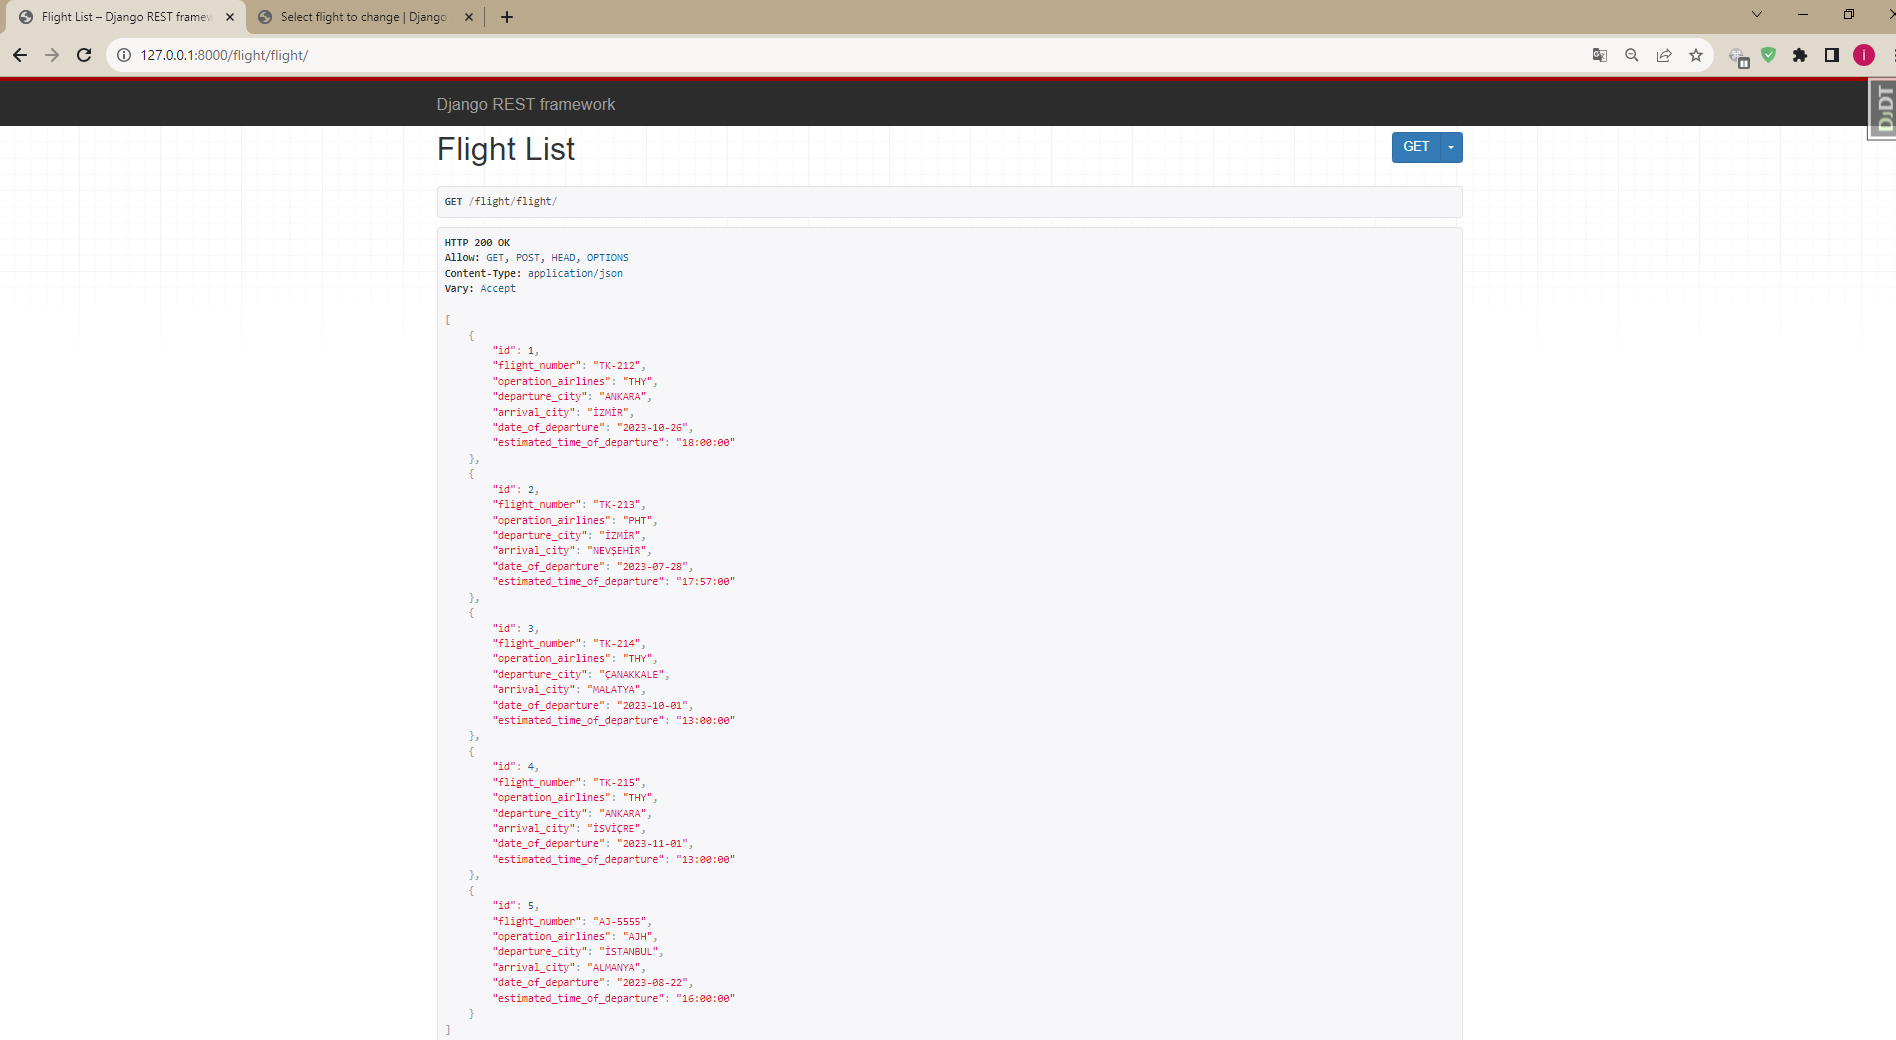 Flight List – Django REST framew
Select flight to change | Django
127.0.0.1:8000/flight/flight/
i
Django REST framework
DJDT
Flight List
GET
GET /flight/flight/
HTTP 200 OK
Allow: GET, POST, HEAD, OPTIONS
Content-Type: application/json
Vary: Accept
[
{
"id": 1,
"flight_number": "TK-212",
"operation_airlines": "THY",
"departure_city": "ANKARA",
"arrival_city": "İZMİR",
"date_of_departure": "2023-10-26",
"estimated_time_of_departure": "18:00:00"
},
{
"id": 2,
"flight_number": "TK-213",
"operation_airlines": "PHT",
"departure_city": "İZMİR",
"arrival_city": "NEVŞEHİR",
"date_of_departure": "2023-07-28",
"estimated_time_of_departure": "17:57:00"
},
{
"id": 3,
"flight_number": "TK-214",
"operation_airlines": "THY",
"departure_city": "ÇANAKKALE",
"arrival_city": "MALATYA",
"date_of_departure": "2023-10-01",
"estimated_time_of_departure": "13:00:00"
},
{
"id": 4,
"flight_number": "TK-215",
"operation_airlines": "THY",
"departure_city": "ANKARA",
"arrival_city": "İSVİÇRE",
"date_of_departure": "2023-11-01",
"estimated_time_of_departure": "13:00:00"
},
{
"id": 5,
"flight_number": "AJ-5555",
"operation_airlines": "AJH",
"departure_city": "İSTANBUL",
"arrival_city": "ALMANYA",
"date_of_departure": "2023-08-22",
"estimated_time_of_departure": "16:00:00"
}
]